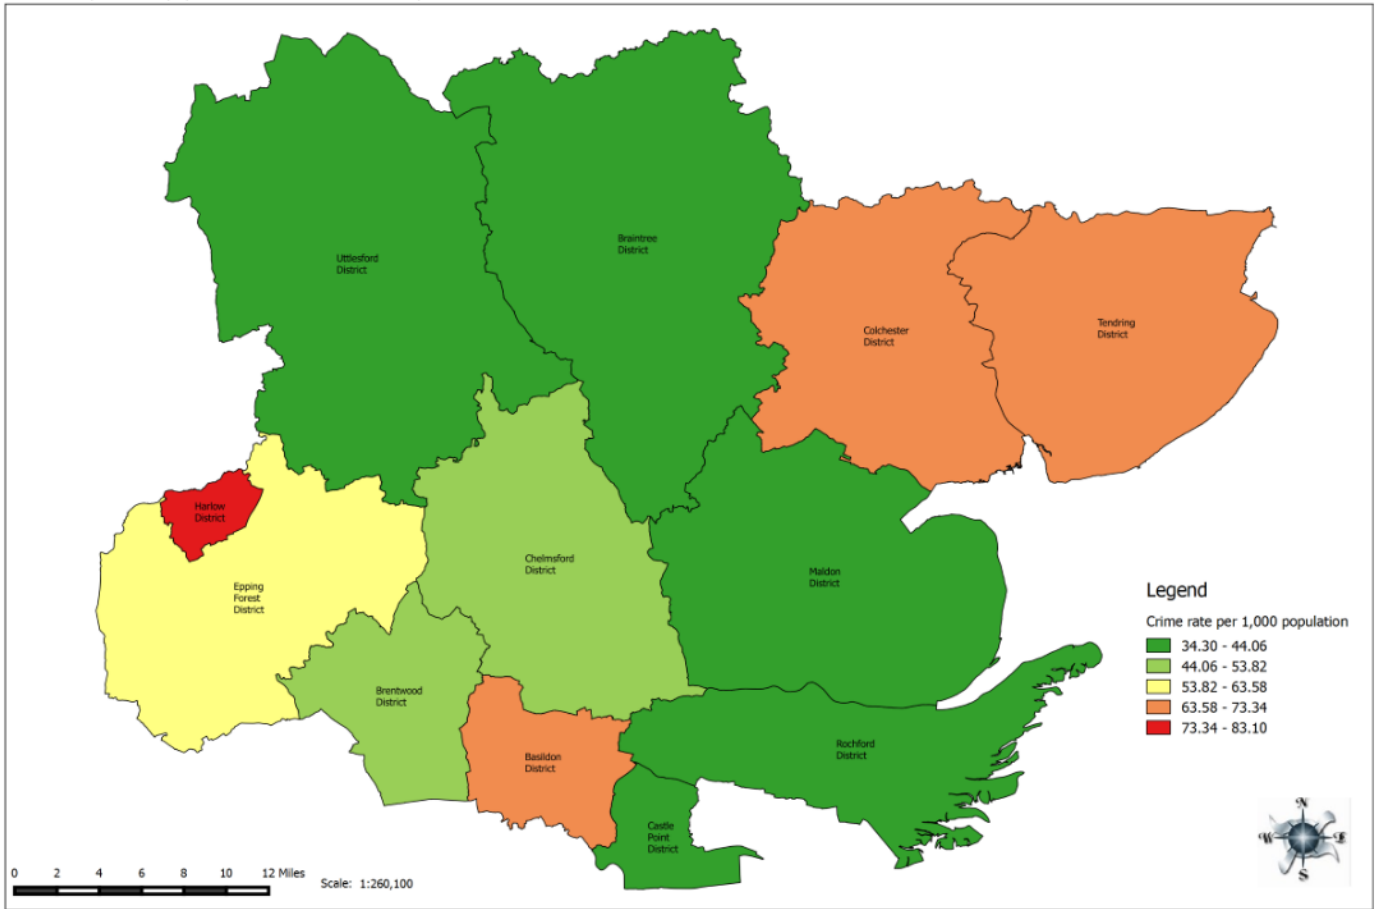 Uttlesford
District
Braintree
District
Colchester
District
Tendring
District
Harlow
District
Epping
Forest
District
Chelmsford
District
Maldon
District
Brentwood
District
Basildon
District
Rochford
District
Castle
Point
District
Legend
Crime rate per 1,000 population
34.30 - 44.06
44.06 - 53.82
53.82 - 63.58
63.58 - 73.34
73.34 - 83.10
N
W E
S
0 2 4 6 8 10 12 Miles
Scale: 1:260,100